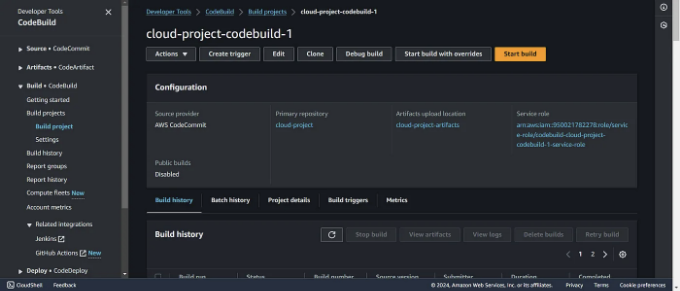 Developer Tools
CodeBuild
Source • CodeCommit
Artifacts • CodeArtifact
Build • CodeBuild
Getting started
Build projects
Build project
Settings
Build history
Report groups
Report history
Compute fleets New
Account metrics
Related integrations
Jenkins
GitHub Actions New
Deploy • CodeDeploy
Developer Tools > CodeBuild > Build projects > cloud-project-codebuild-1
cloud-project-codebuild-1
Actions Create trigger Edit Clone Debug build Start build with overrides Start build
Configuration
Source provider
AWS CodeCommit
Primary repository
cloud-project
Artifacts upload location
cloud-project-artifacts
Service role
arn:aws:iam::950021782278:role/servic
e-role/codebuild-cloud-project-
codebuild-1-service-role
Public builds
Disabled
Build history Batch history Project details Build triggers Metrics
Build history
Stop build View artifacts View logs Delete builds Retry build
1 2
Build run Status Build number Source version Submitter Duration Completed
CloudShell Feedback © 2024, Amazon Web Services, Inc. or its affiliates. Privacy Terms Cookie preferences